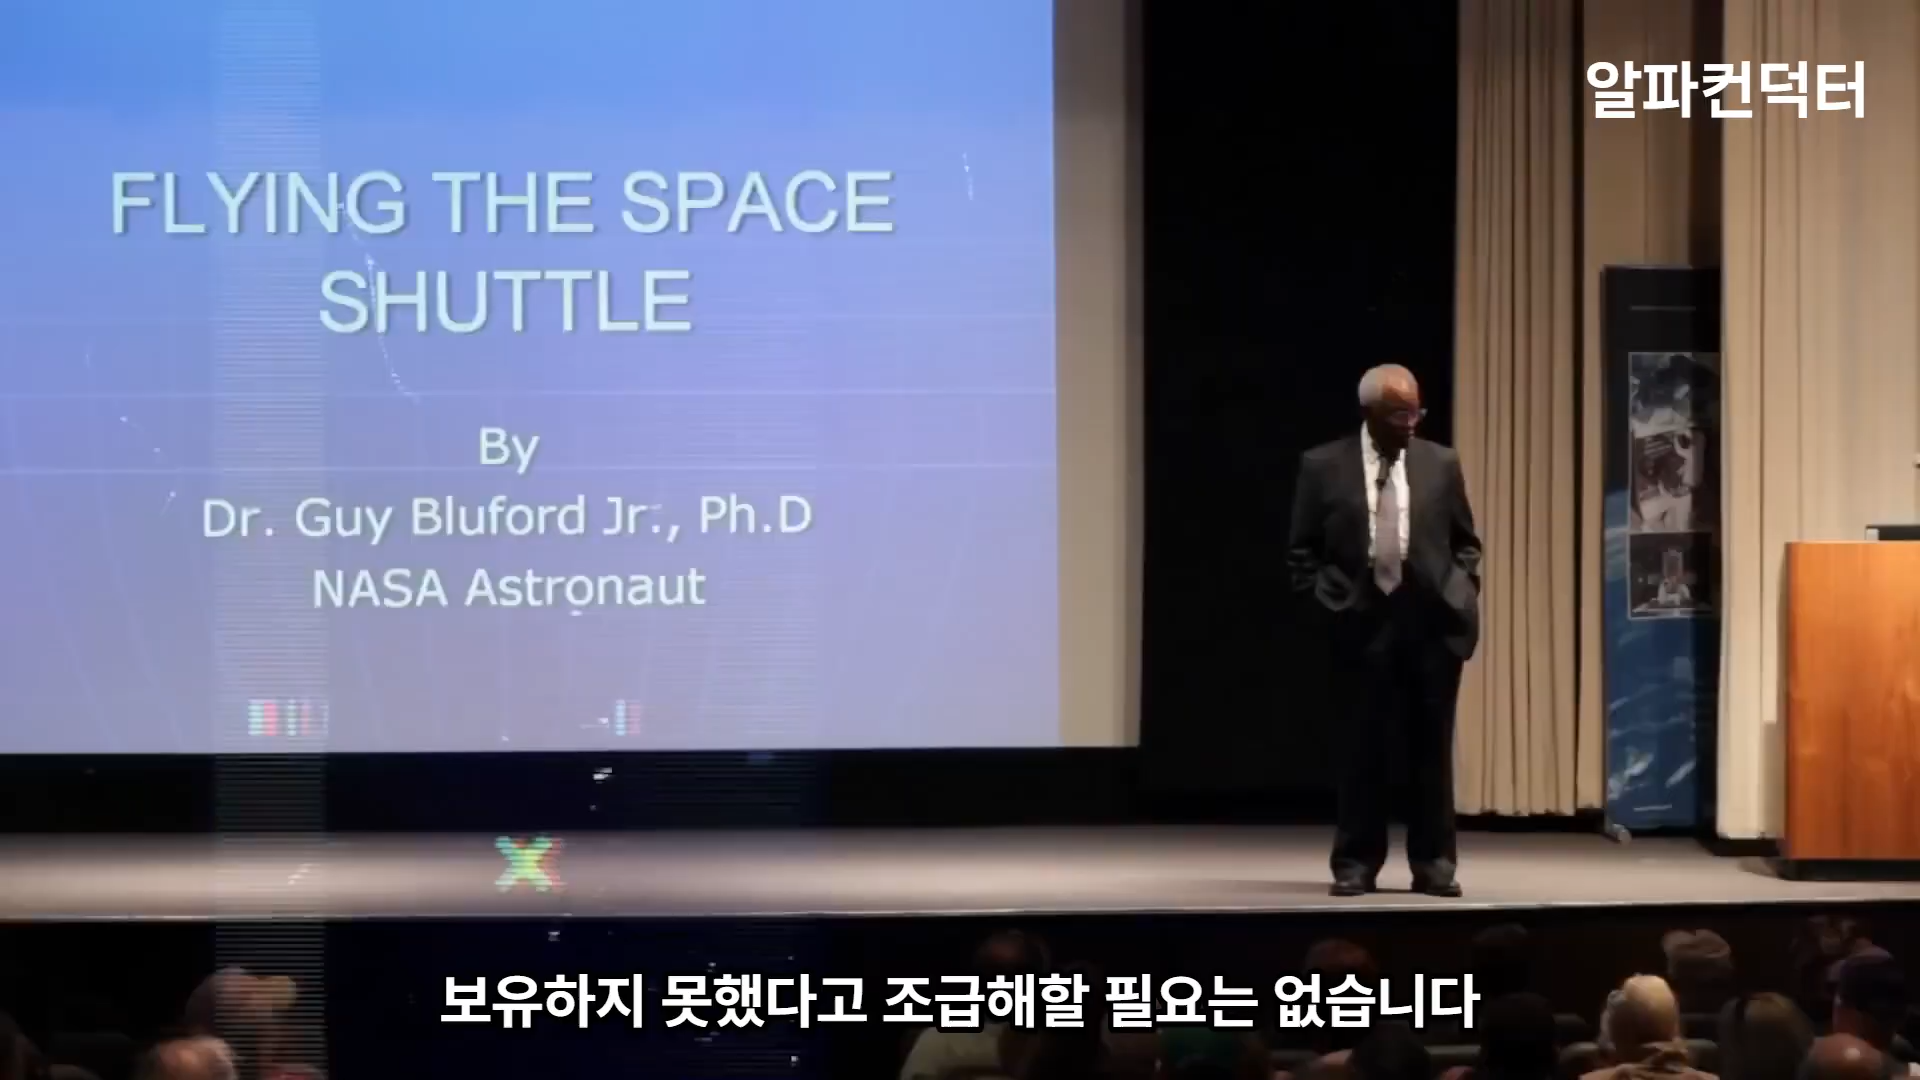 알파컨덕터
FLYING THE SPACE
SHUTTLE
By
Dr. Guy Bluford Jr., Ph.D
NASA Astronaut
보유하지 못했다고 조급해할 필요는 없습니다